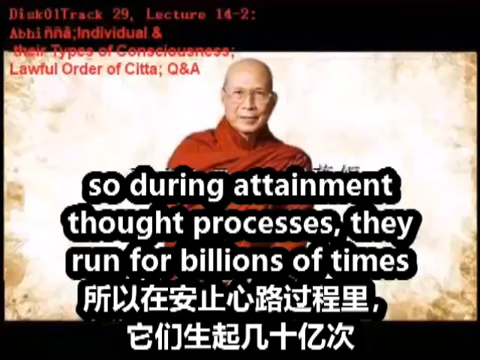 Disk01Track 29, Lecture 14-2:
Abhiññā;Individual &
their Types of Consciousness;
Lawful Order of Citta; Q&A
so during attainment
thought processes, they
run for billions of times
所以在安止心路过程里，
它们生起几十亿次